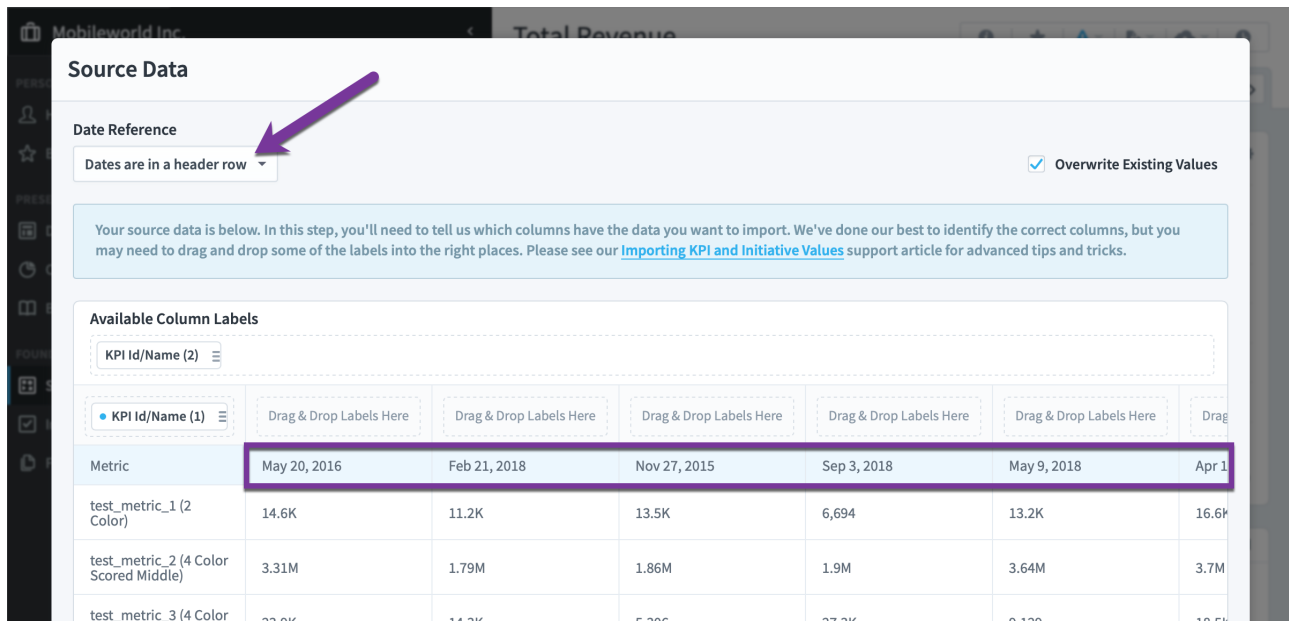 Mobileworld Inc.
Total Revenue
Source Data
Date Reference
Dates are in a header row
Overwrite Existing Values
Your source data is below. In this step, you'll need to tell us which columns have the data you want to import. We've done our best to identify the correct columns, but you
may need to drag and drop some of the labels into the right places. Please see our Importing KPI and Initiative Values support article for advanced tips and tricks.
Available Column Labels
KPI Id/Name (2)
KPI Id/Name (1) Drag & Drop Labels Here Drag & Drop Labels Here Drag & Drop Labels Here Drag & Drop Labels Here Drag & Drop Labels Here Drag
Metric May 20, 2016 Feb 21, 2018 Nov 27, 2015 Sep 3, 2018 May 9, 2018 Apr 1
test_metric_1 (2
Color) 14.6K 11.2K 13.5K 6,694 13.2K 16.6K
test_metric_2 (4 Color
Scored Middle) 3.31M 1.79M 1.86M 1.9M 3.64M 3.7M
test_metric_3 (4 Color